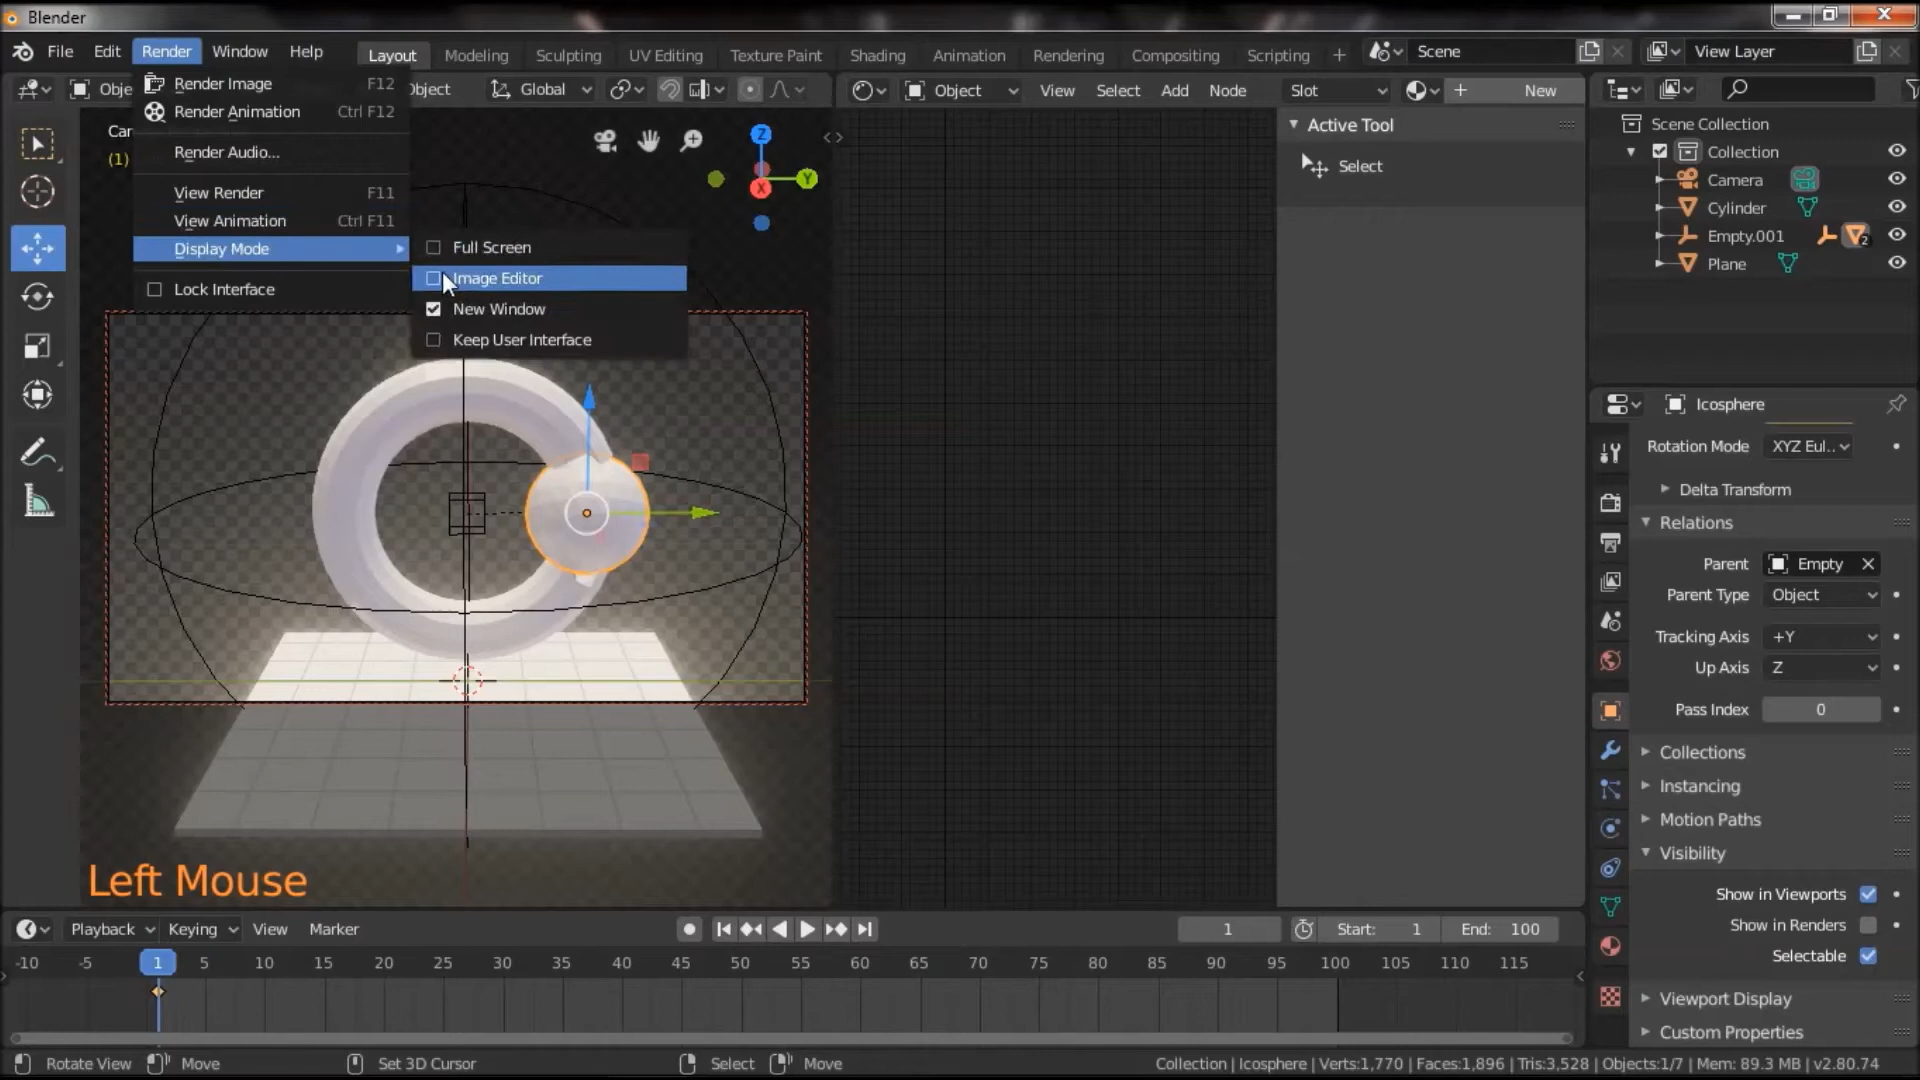 Blender
File Edit Render Window Help Layout Modeling Sculpting UV Editing Texture Paint Shading Animation Rendering Compositing Scripting + Scene View Layer
Obje Object Global Object View Select Add Node Slot New
Render Image F12
Render Animation Ctrl F12
Render Audio...
View Render F11
View Animation Ctrl F11
Display Mode
Lock Interface
Full Screen
Image Editor
New Window
Keep User Interface
Car
(1)
Z
Y
X
Active Tool
Select
Scene Collection
Collection
Camera
Cylinder
Empty.001 2
Plane
Icosphere
Rotation Mode XYZ Eul..
Delta Transform
Relations
Parent Empty
Parent Type Object
Tracking Axis +Y
Up Axis Z
Pass Index 0
Collections
Instancing
Motion Paths
Visibility
Show in Viewports
Show in Renders
Selectable
Viewport Display
Custom Properties
Left Mouse
Playback Keying View Marker 1 Start: 1 End: 100
-10 -5 1 5 10 15 20 25 30 35 40 45 50 55 60 65 70 75 80 85 90 95 100 105 110 115
Rotate View Move Set 3D Cursor Select Move Collection | Icosphere | Verts:1,770 | Faces:1,896 | Tris:3,528 | Objects:1/7 | Mem: 89.3 MB | v2.80.74